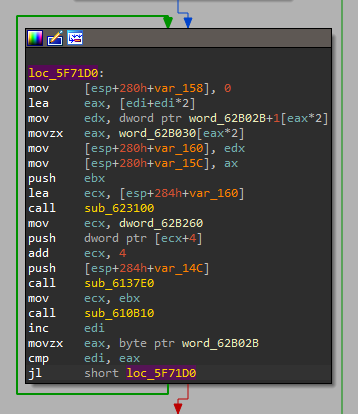 loc_5F71D0:
mov [esp+280h+var_158], 0
lea eax, [edi+edi*2]
mov edx, dword ptr word_62B02B+1[eax*2]
movzx eax, word_62B030[eax*2]
mov [esp+280h+var_160], edx
mov [esp+280h+var_15C], ax
push ebx
lea ecx, [esp+284h+var_160]
call sub_623100
mov ecx, dword_62B260
push dword ptr [ecx+4]
add ecx, 4
push [esp+284h+var_14C]
call sub_6137E0
mov ecx, ebx
call sub_610B10
inc edi
movzx eax, byte ptr word_62B02B
cmp edi, eax
jl short loc_5F71D0